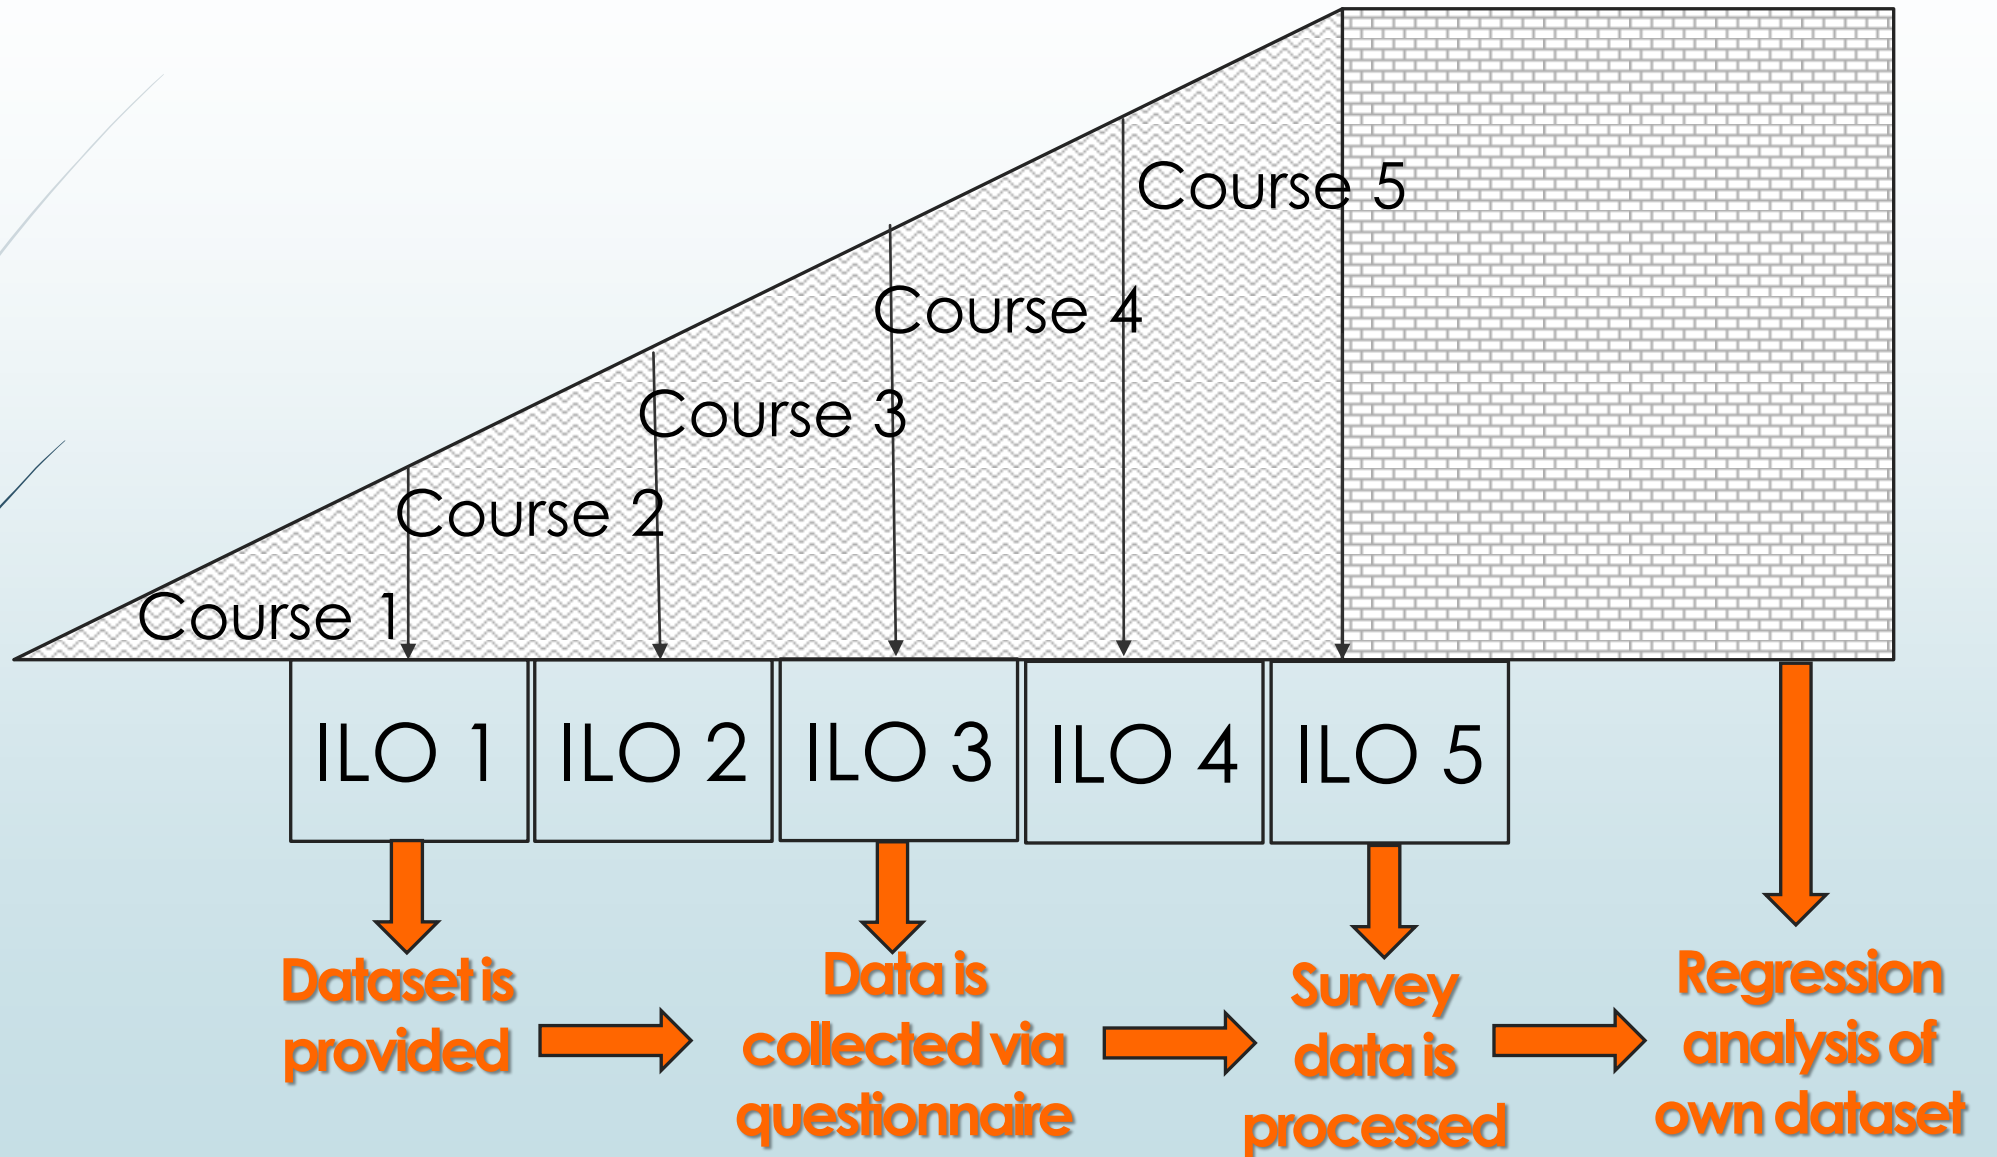 Course 5
Course 4
Course 3
Course 2
Course 1
ILO 1
ILO 2
ILO 3
ILO 4
ILO 5
Dataset is
provided
Data is
collected via
questionnaire
Survey
data is
processed
Regression
analysis of
own dataset